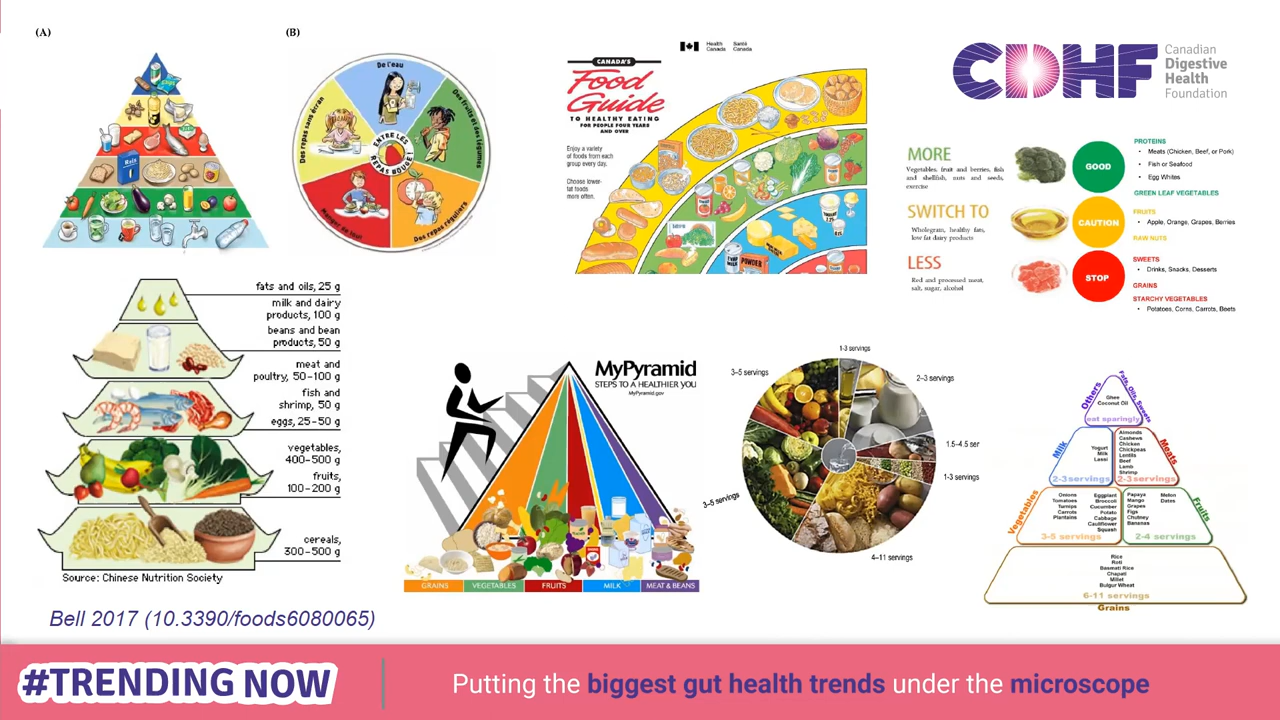 (A)
(B)
De l'eau
Des fruits et des légumes
Des repas réguliers
manger de tout
Des repas sans écran
ENTRE LES
REPAS BOUGE!
Health
Canada
Santé
Canada
CANADA'S
Food
Guide
TO HEALTHY EATING
FOR PEOPLE FOUR YEARS
AND OVER
Enjoy a variety
of foods from each
group every day.
Choose lower-
fat foods
more often.
POWDER
CDHF
Canadian
Digestive
Health
Foundation
MORE
Vegetables, fruit and berries, fish
and shellfish, nuts and seeds,
exercise
SWITCH TO
Wholegrain, healthy fats,
low fat dairy products
LESS
Red and processed meat,
salt, sugar, alcohol
GOOD
CAUTION
STOP
PROTEINS
• Meats (Chicken, Beef, or Pork)
• Fish or Seafood
• Egg Whites
GREEN LEAF VEGETABLES
FRUITS
• Apple, Orange, Grapes, Berries
RAW NUTS
SWEETS
• Drinks, Snacks, Desserts
GRAINS
STARCHY VEGETABLES
• Potatoes, Corns, Carrots, Beets
fats and oils, 25 g
milk and dairy
products, 100 g
beans and bean
products, 50 g
meat and
poultry, 50–100 g
fish and
shrimp, 50 g
eggs, 25–50 g
vegetables,
400–500 g
fruits,
100–200 g
cereals,
300–500 g
Source: Chinese Nutrition Society
MyPyramid
STEPS TO A HEALTHIER YOU
MyPyramid.gov
GRAINS
VEGETABLES
FRUITS
MILK
MEAT & BEANS
1-3 servings
3–5 servings
2–3 servings
1.5–4.5 ser
1-3 servings
3–5 servings
4–11 servings
Others
Fats, Oils, Sweets
Ghee
Coconut Oil
eat sparingly
Milk
Yogurt
Milk
Lassi
2-3 servings
Meats
Almonds
Cashews
Chicken
Chickpeas
Lentils
Beef
Lamb
Shrimp
2-3 servings
Vegetables
Onions
Tomatoes
Turnips
Carrots
Plantains
Eggplant
Broccoli
Cucumber
Potato
Cabbage
Cauliflower
Squash
3-5 servings
Fruits
Papaya
Mango
Grapes
Figs
Chutney
Bananas
Melon
Dates
2-4 servings
Rice
Roti
Basmati Rice
Chapati
Millet
Bulgur Wheat
6-11 servings
Grains
Bell 2017 (10.3390/foods6080065)
#TRENDING NOW
Putting the biggest gut health trends under the microscope